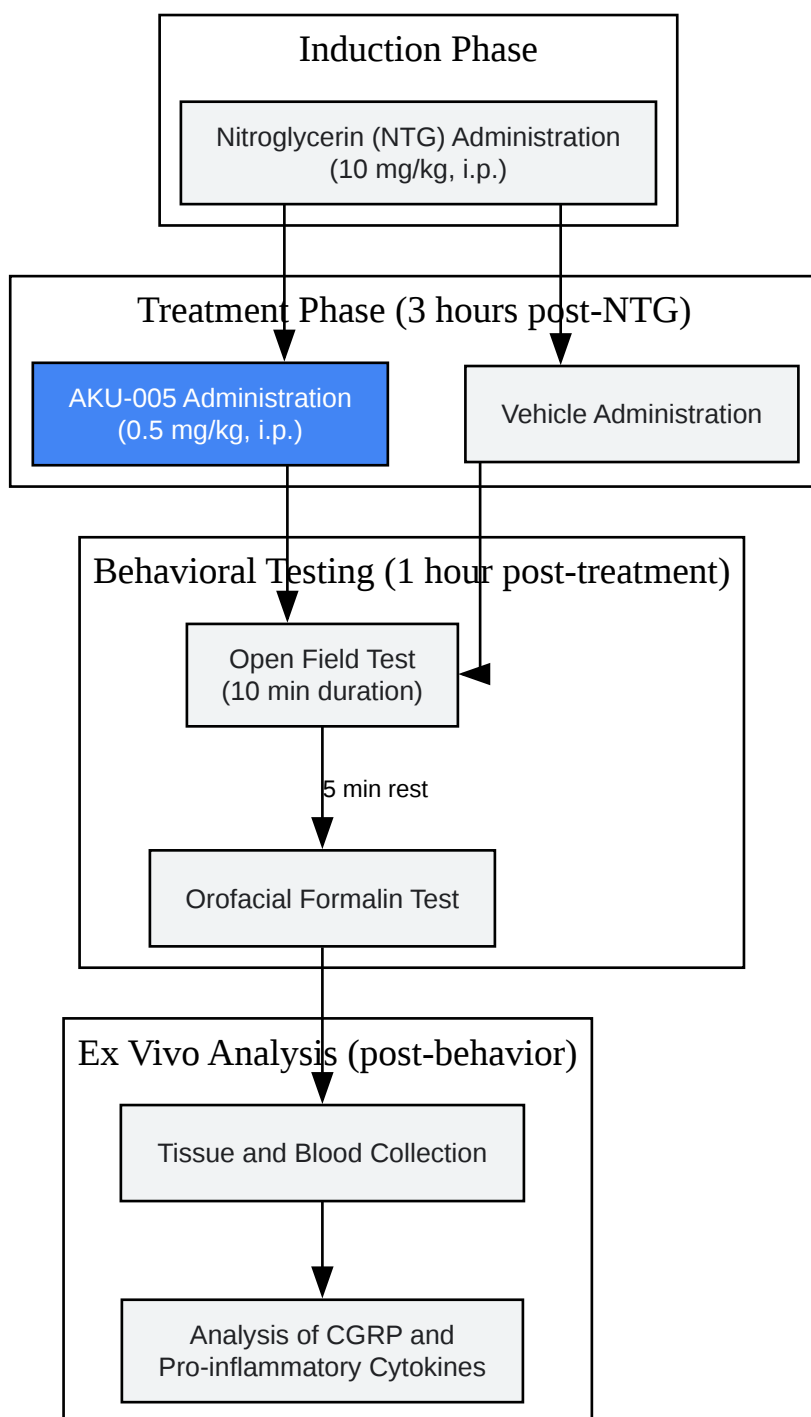 Induction Phase
Nitroglycerin (NTG) Administration
(10 mg/kg, i.p.)
Treatment Phase (3 hours post-NTG)
AKU-005 Administration
(0.5 mg/kg, i.p.)
Vehicle Administration
Behavioral Testing (1 hour post-treatment)
Open Field Test
(10 min duration)
5 min rest
Orofacial Formalin Test
Ex Vivo Analysis (post-behavior)
Tissue and Blood Collection
Analysis of CGRP and
Pro-inflammatory Cytokines